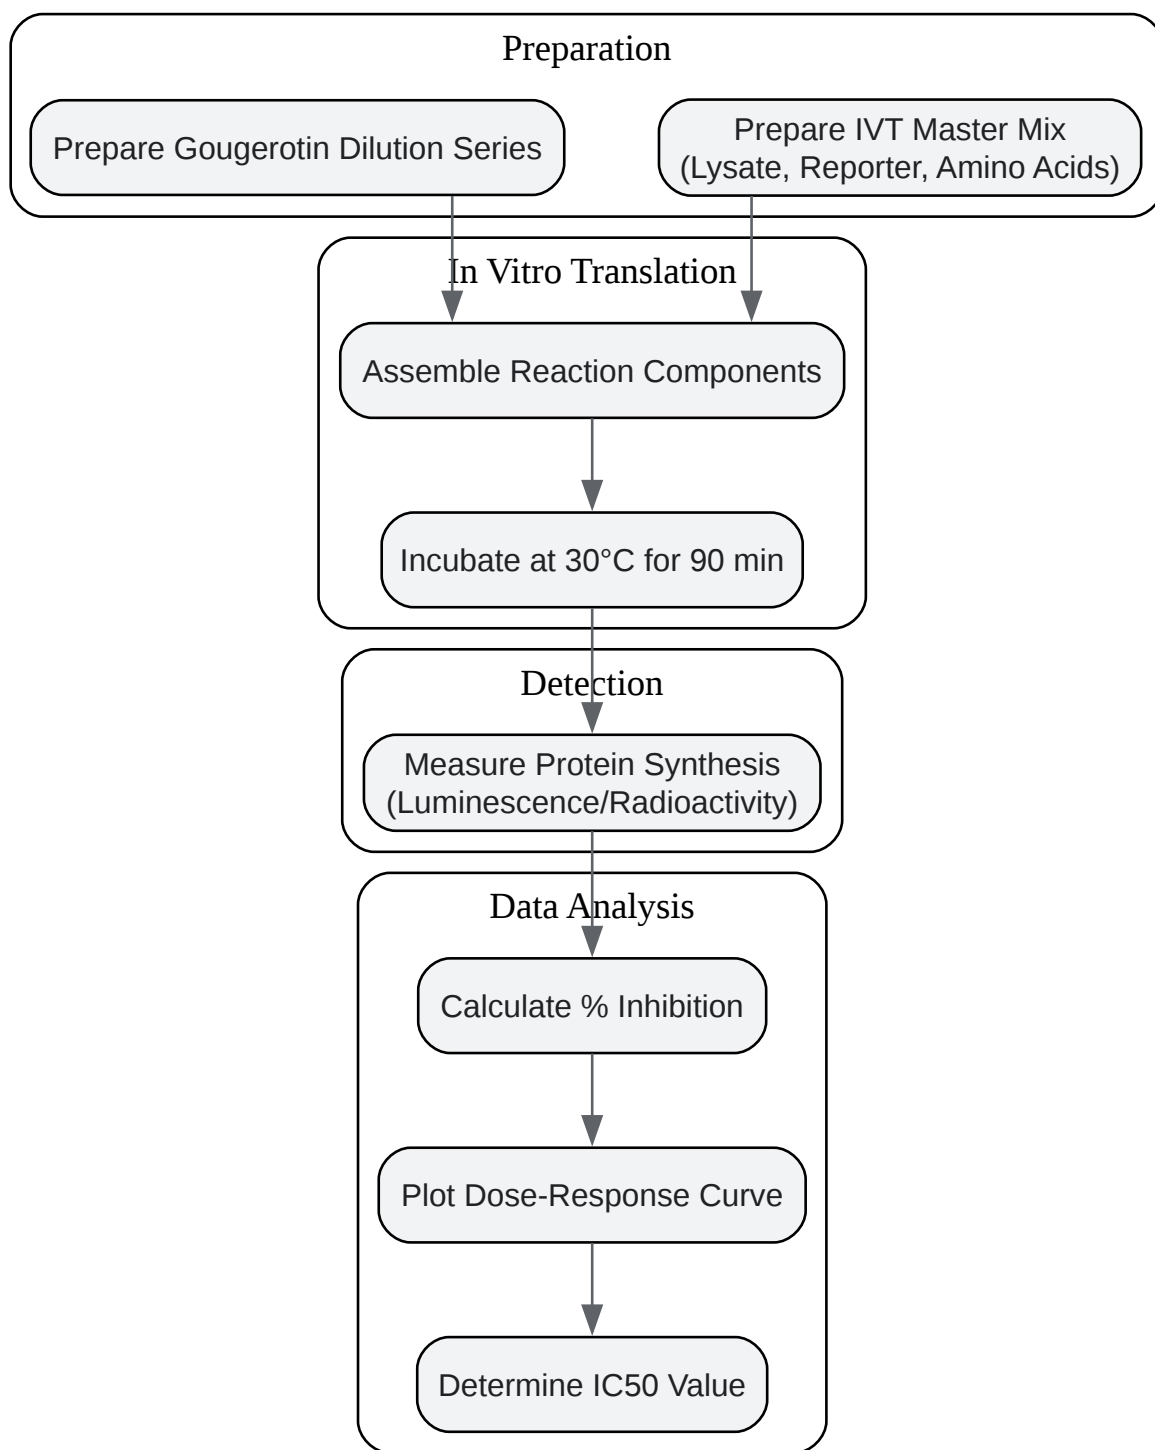 Preparation
Prepare Gougerotin Dilution Series
Prepare IVT Master Mix
(Lysate, Reporter, Amino Acids)
In Vitro Translation
Assemble Reaction Components
Incubate at 30°C for 90 min
Detection
Measure Protein Synthesis
(Luminescence/Radioactivity)
Data Analysis
Calculate % Inhibition
Plot Dose-Response Curve
Determine IC50 Value